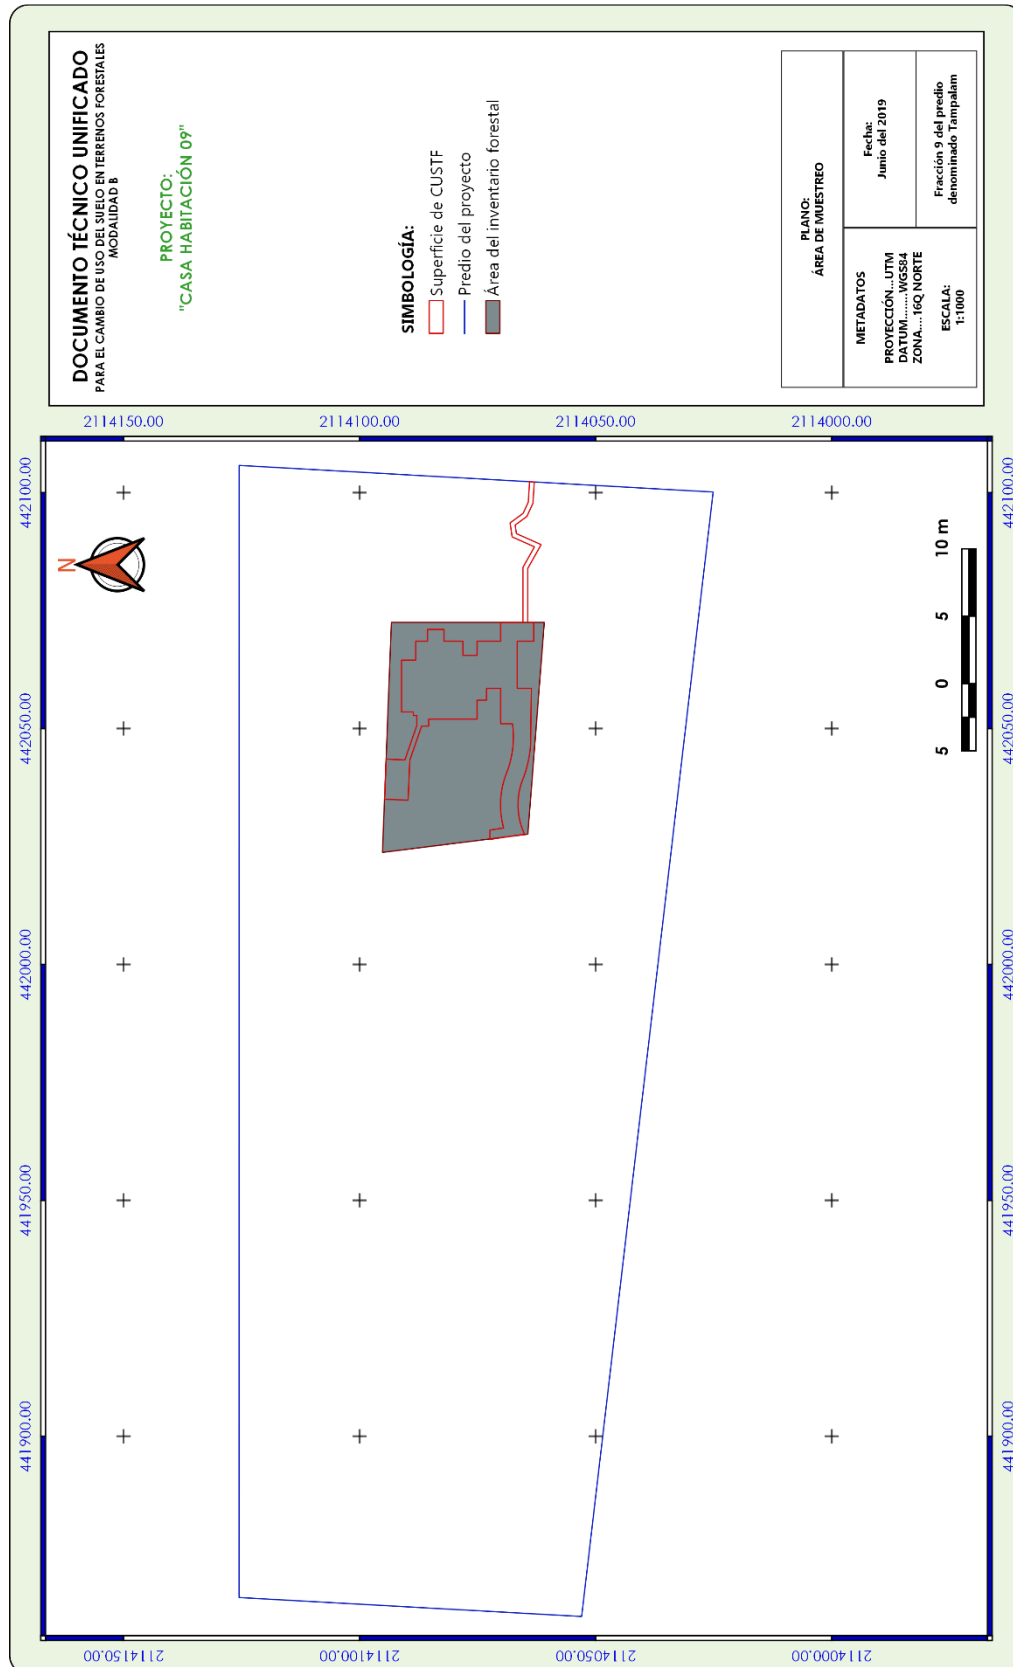 DOCUMENTO TÉCNICO UNIFICADO
PARA EL CAMBIO DE USO DEL SUELO EN TERRENOS FORESTALES
MODALIDAD B
PROYECTO:
"CASA HABITACIÓN 09"
SIMBOLOGÍA:
Superficie de CUSTF
Predio del proyecto
Área del inventario forestal
PLANO:
ÁREA DE MUESTREO
METADATOS
PROYECCIÓN...UTM
DATUM.........WGS84
ZONA....16Q NORTE
ESCALA:
1:1000
Fecha:
Junio del 2019
Fracción 9 del predio
denominado Tampalam
2114150.00
2114100.00
2114050.00
2114000.00
441900.00
441950.00
442000.00
442050.00
442100.00
N
5 0 5 10 m
441900.00
441950.00
442000.00
442050.00
442100.00
2114150.00
2114100.00
2114050.00
2114000.00